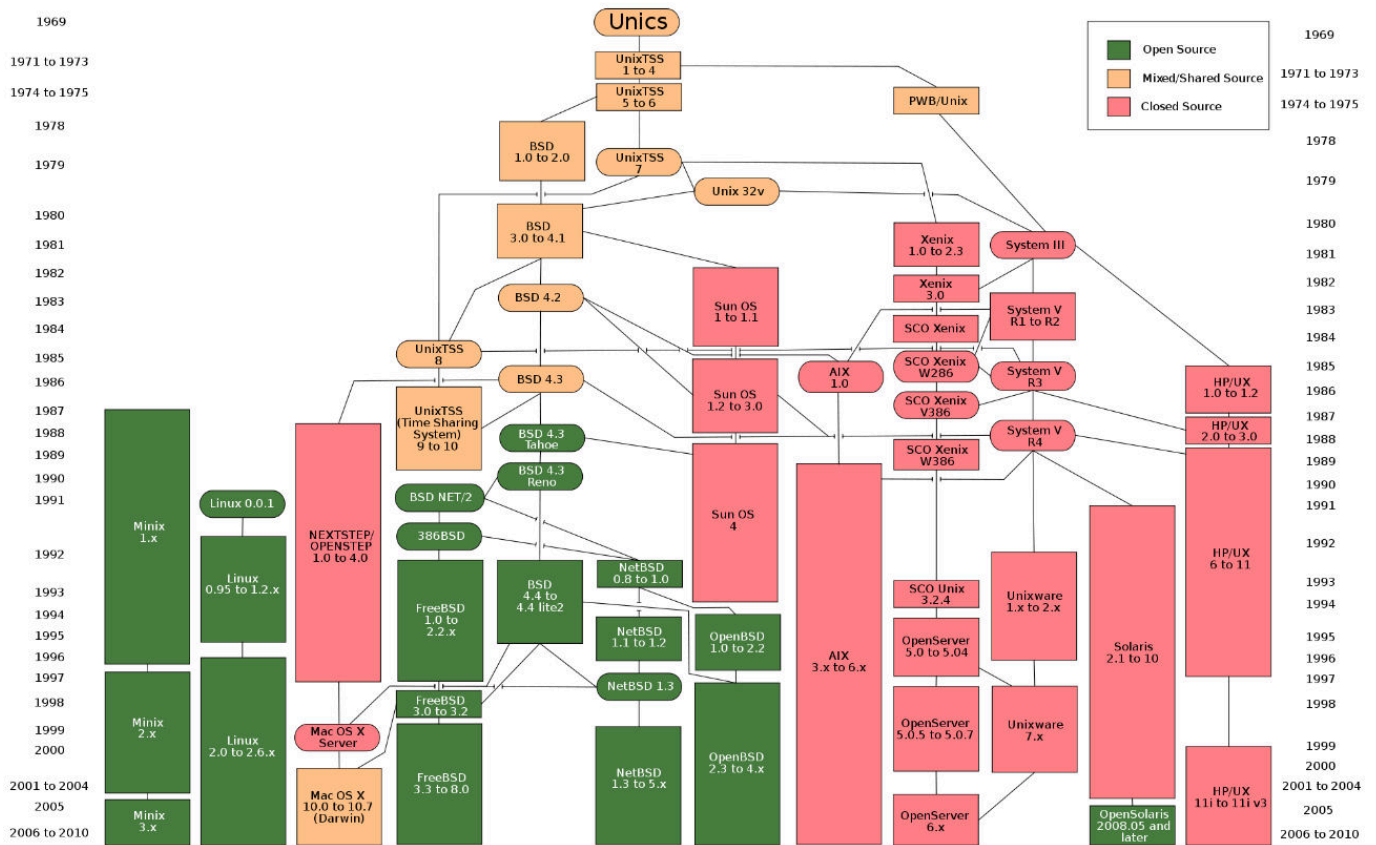 Unics
1969
1971 to 1973
1974 to 1975
1978
1979
1980
1981
1982
1983
1984
1985
1986
1987
1988
1989
1990
1991
1992
1993
1994
1995
1996
1997
1998
1999
2000
2001 to 2004
2005
2006 to 2010
UnixTSS
1 to 4
UnixTSS
5 to 6
PWB/Unix
BSD
1.0 to 2.0
UnixTSS
7
Unix 32v
BSD
3.0 to 4.1
Xenix
1.0 to 2.3
System III
Xenix
3.0
BSD 4.2
Sun OS
1 to 1.1
System V
R1 to R2
SCO Xenix
UnixTSS
8
SCO Xenix
W286
AIX
1.0
System V
R3
BSD 4.3
Sun OS
1.2 to 3.0
HP/UX
1.0 to 1.2
UnixTSS
(Time Sharing
System)
9 to 10
SCO Xenix
V386
HP/UX
2.0 to 3.0
BSD 4.3
Tahoe
System V
R4
SCO Xenix
W386
BSD 4.3
Reno
BSD NET/2
Linux 0.0.1
Minix
1.x
NEXTSTEP/
OPENSTEP
1.0 to 4.0
386BSD
Sun OS
4
HP/UX
6 to 11
Linux
0.95 to 1.2.x
FreeBSD
1.0 to
2.2.x
BSD
4.4 to
4.4 lite2
NetBSD
0.8 to 1.0
SCO Unix
3.2.4
Unixware
1.x to 2.x
NetBSD
1.1 to 1.2
OpenBSD
1.0 to 2.2
AIX
3.x to 6.x
OpenServer
5.0 to 5.04
Solaris
2.1 to 10
NetBSD 1.3
FreeBSD
3.0 to 3.2
Minix
2.x
Linux
2.0 to 2.6.x
Mac OS X
Server
OpenServer
5.0.5 to 5.0.7
Unixware
7.x
OpenBSD
2.3 to 4.x
FreeBSD
3.3 to 8.0
NetBSD
1.3 to 5.x
HP/UX
11i to 11i v3
Minix
3.x
Mac OS X
10.0 to 10.7
(Darwin)
OpenServer
6.x
OpenSolaris
2008.05 and
later
Open Source
Mixed/Shared Source
Closed Source
1969
1971 to 1973
1974 to 1975
1978
1979
1980
1981
1982
1983
1984
1985
1986
1987
1988
1989
1990
1991
1992
1993
1994
1995
1996
1997
1998
1999
2000
2001 to 2004
2005
2006 to 2010